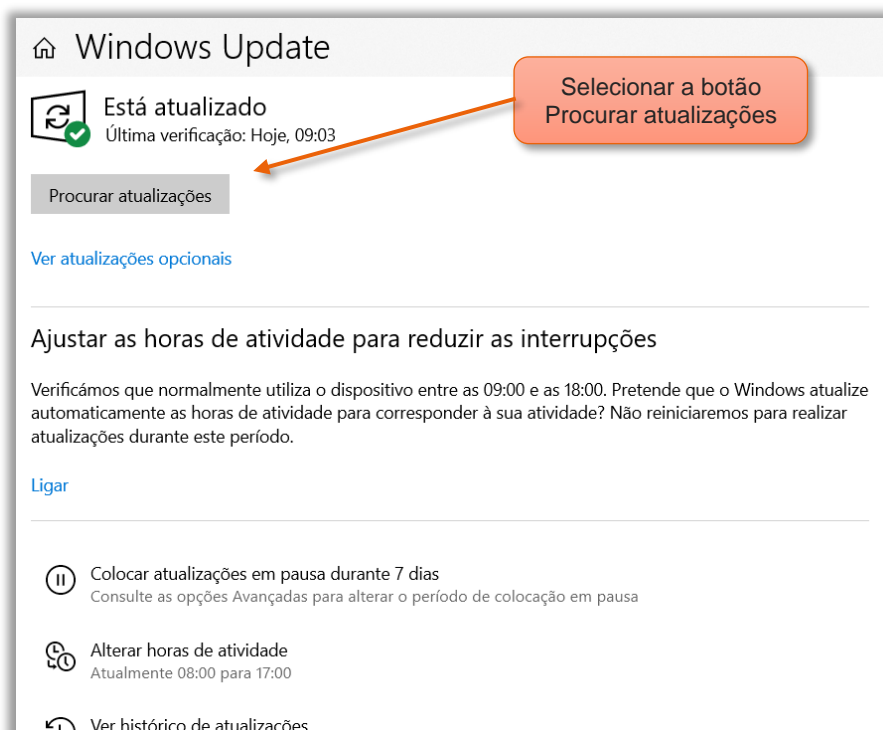 Windows Update
Selecionar a botão
Procurar atualizações
Está atualizado
Última verificação: Hoje, 09:03
Procurar atualizações
Ver atualizações opcionais
Ajustar as horas de atividade para reduzir as interrupções
Verificámos que normalmente utiliza o dispositivo entre as 09:00 e as 18:00. Pretende que o Windows atualize
automaticamente as horas de atividade para corresponder à sua atividade? Não reiniciaremos para realizar
atualizações durante este período.
Ligar
Colocar atualizações em pausa durante 7 dias
Consulte as opções Avançadas para alterar o período de colocação em pausa
Alterar horas de atividade
Atualmente 08:00 para 17:00
Ver histórico de atualizações